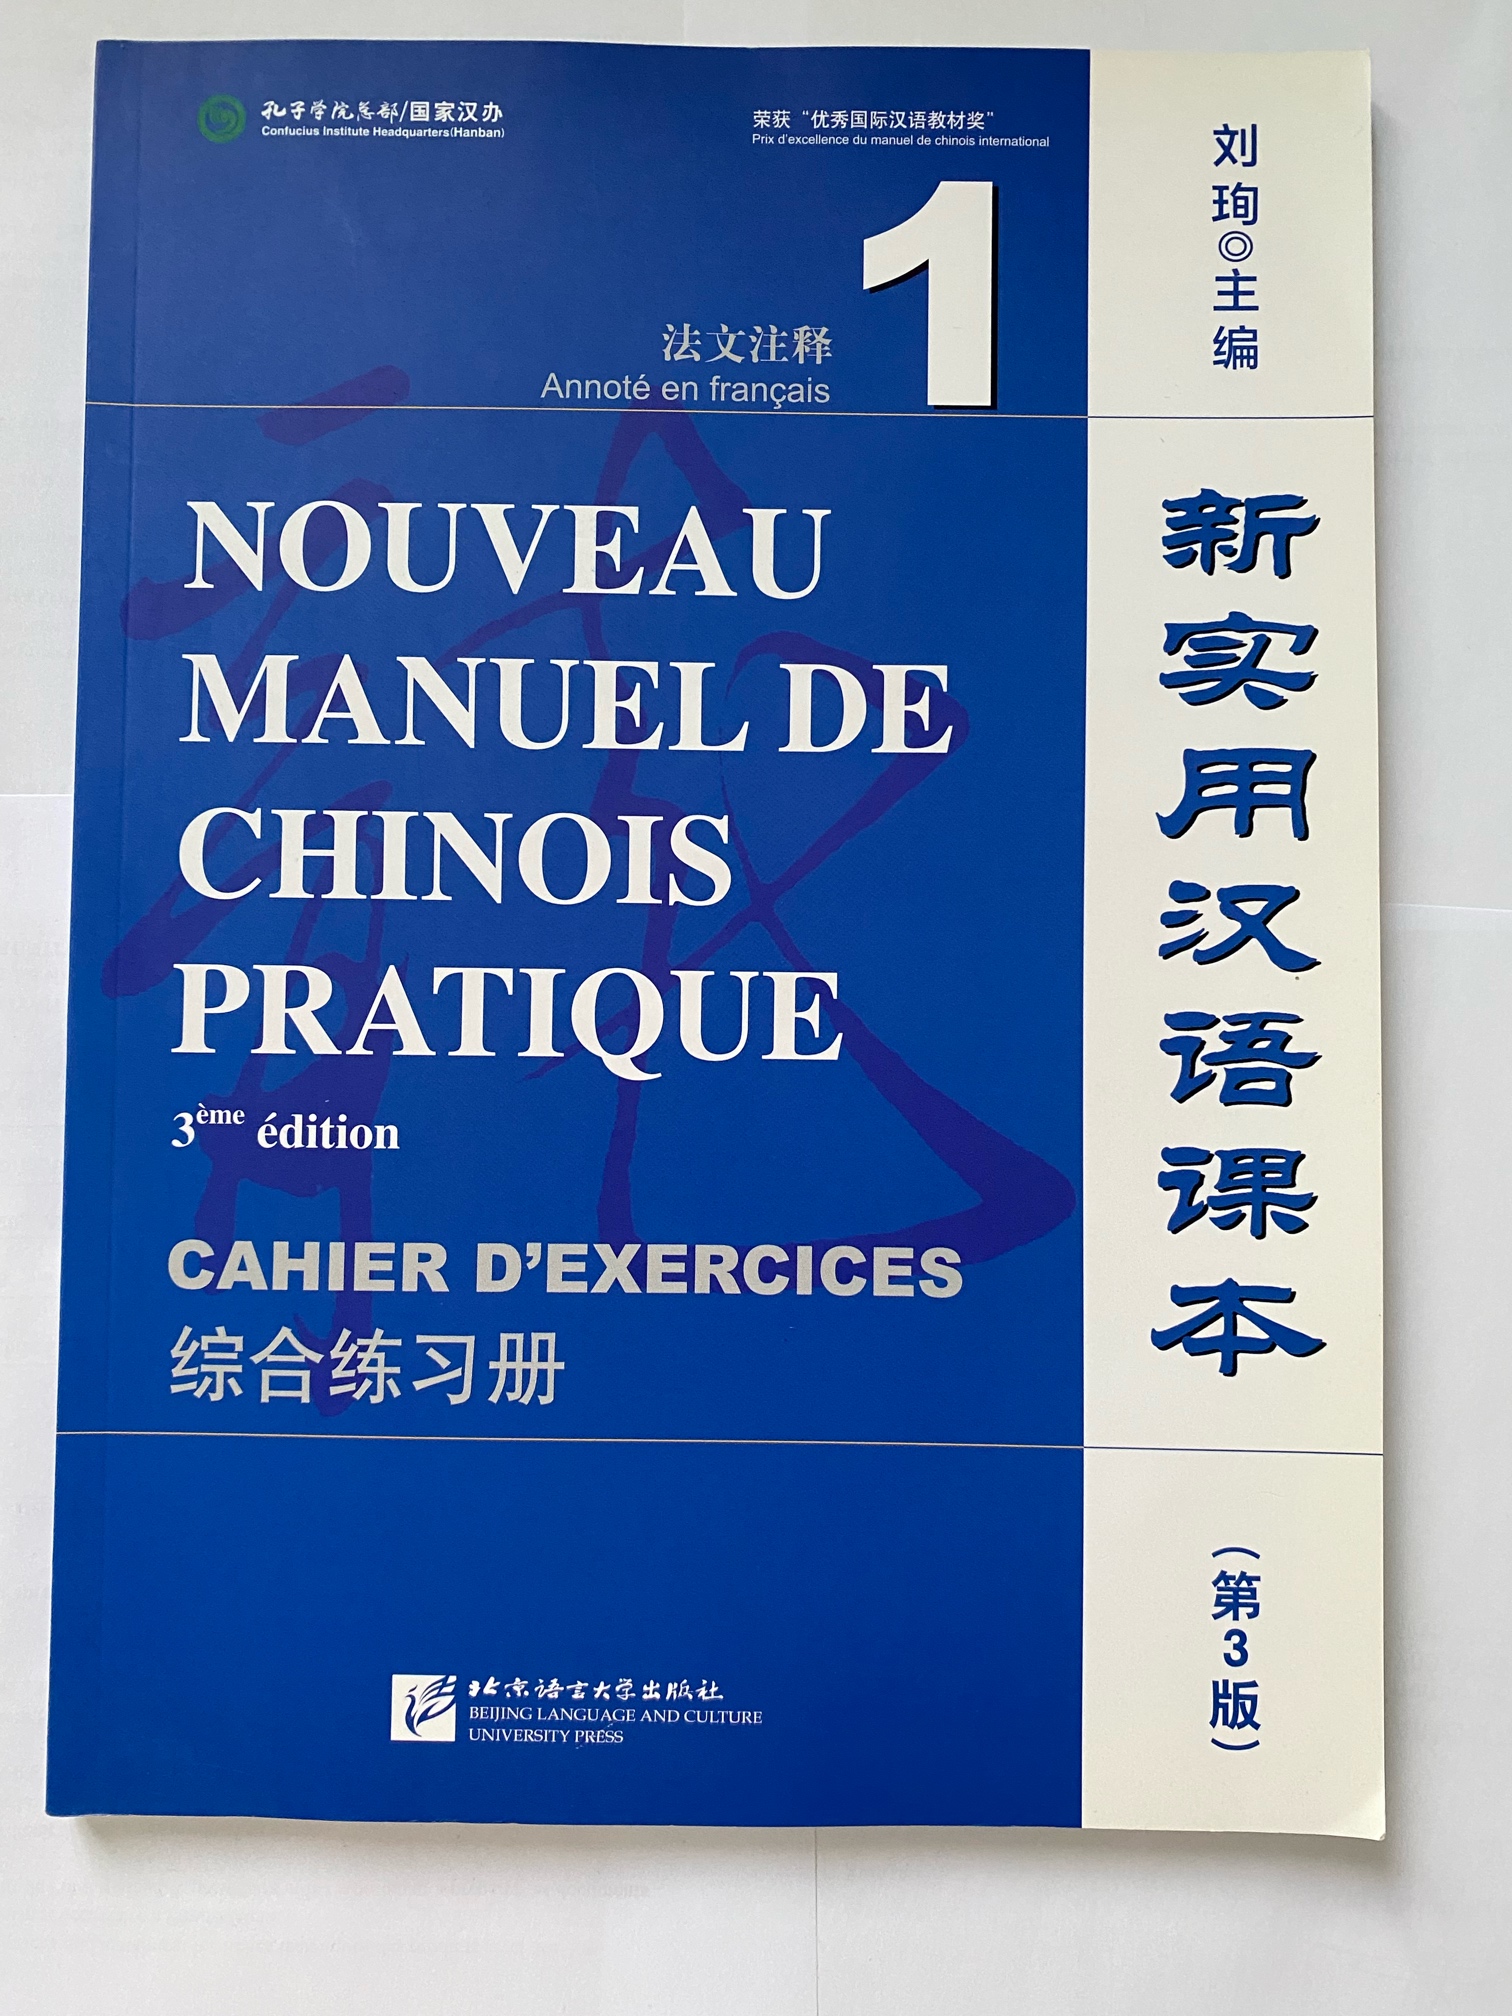 孔子学院总部/国家汉办
Confucius Institute Headquarters(Hanban)
荣获“优秀国际汉语教材奖”
Prix d'excellence du manuel de chinois international
1
法文注释
Annoté en français
NOUVEAU
MANUEL DE
CHINOIS
PRATIQUE
3ème édition
CAHIER D'EXERCICES
综合练习册
北京语言大学出版社
BEIJING LANGUAGE AND CULTURE
UNIVERSITY PRESS
刘珣◎主编
新实用汉语课本
（第3版）